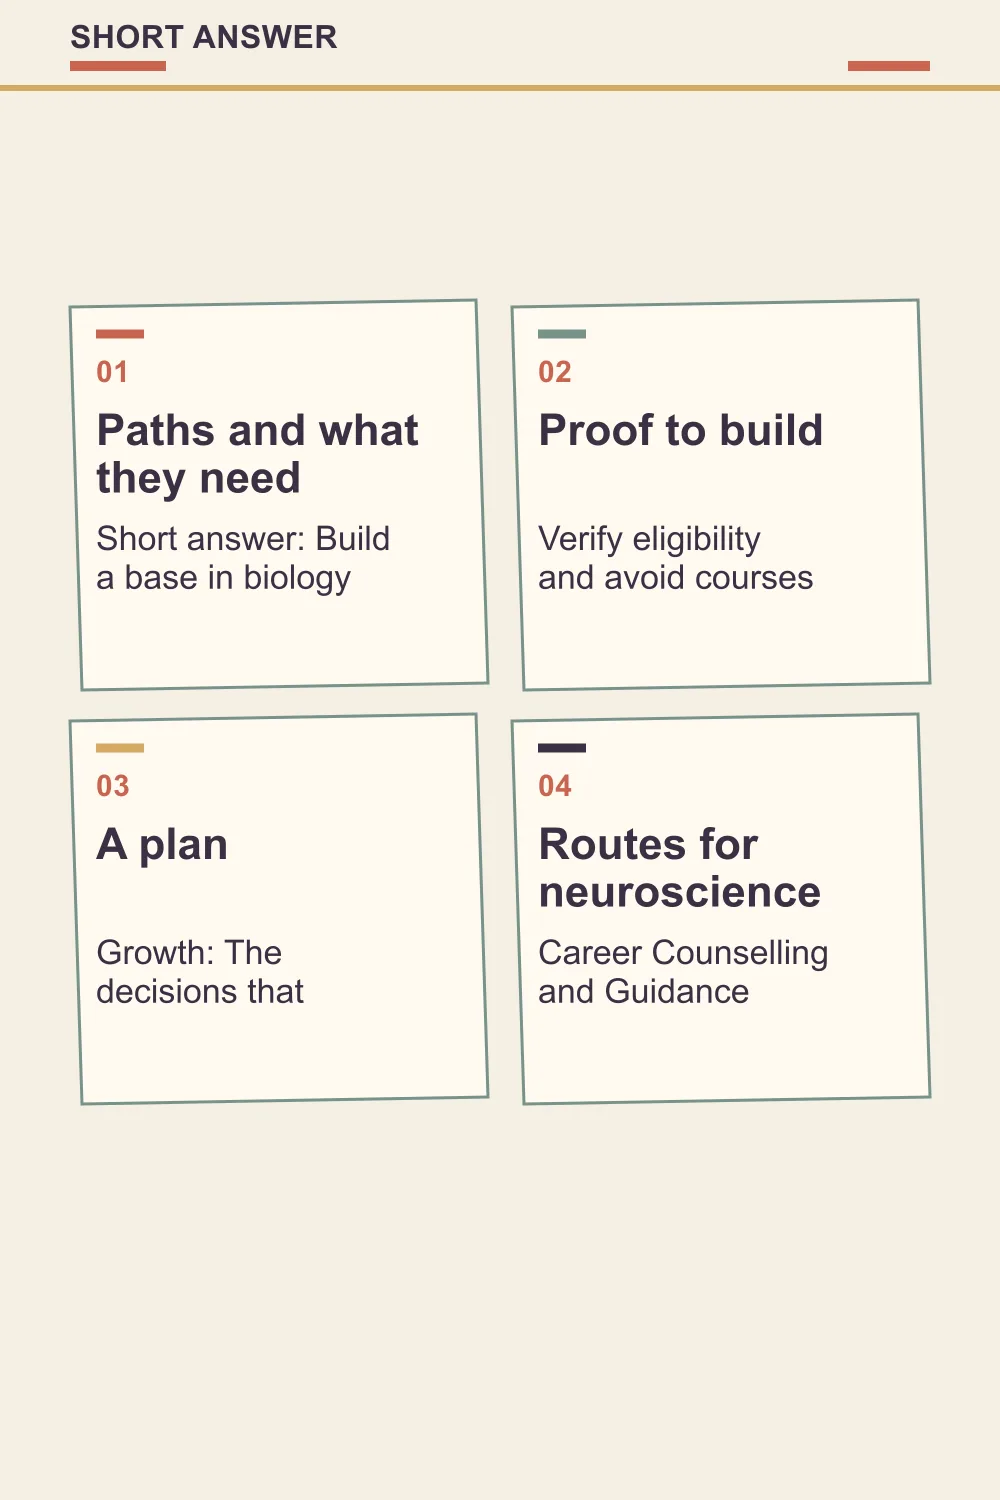 SHORT ANSWER
01
Paths and what
they need
Short answer: Build
a base in biology
02
Proof to build
Verify eligibility
and avoid courses
03
A plan
Growth: The
decisions that
04
Routes for
neuroscience
Career Counselling
and Guidance